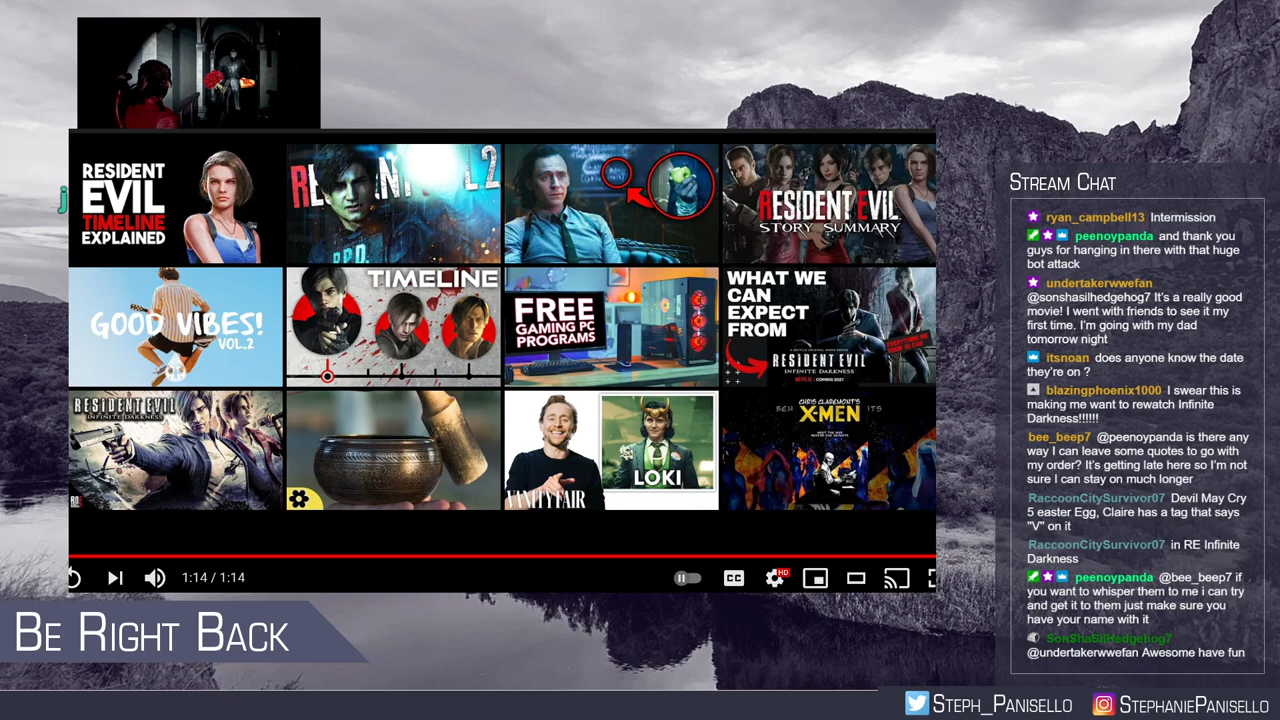 j
RESIDENT
EVIL
TIMELINE
EXPLAINED
R.P.D.
RESIDENT EVIL
STORY SUMMARY
GOOD VIBES!
VOL.2
TIMELINE
FREE
GAMING PC
PROGRAMS
WHAT WE
CAN
EXPECT
FROM
RESIDENT EVIL
INFINITE DARKNESS
NETFLIX | COMING 2021
RESIDENT EVIL
INFINITE DARKNESS
VANITY FAIR
LOKI
CHRIS CLAREMONT'S
X-MEN
1:14 / 1:14
CC
HD
BE RIGHT BACK
STREAM CHAT
ryan_campbell13 Intermission
peenoypanda and thank you
guys for hanging in there with that huge
bot attack
undertakerwwefan
@sonshasilhedgehog7 It's a really good
movie! I went with friends to see it my
first time. I'm going with my dad
tomorrow night
itsnoan does anyone know the date
they're on ?
blazingphoenix1000 I swear this is
making me want to rewatch Infinite
Darkness!!!!!!
bee_beep7 @peenoypanda is there any
way I can leave some quotes to go with
my order? It's getting late here so I'm not
sure I can stay on much longer
RaccoonCitySurvivor07 Devil May Cry
5 easter Egg, Claire has a tag that says
"V" on it
RaccoonCitySurvivor07 in RE Infinite
Darkness
peenoypanda @bee_beep7 if
you want to whisper them to me i can try
and get it to them just make sure you
have your name with it
SonShaSilHedgehog7
@undertakerwwefan Awesome have fun
STEPH_PANISELLO
STEPHANIEPANISELLO